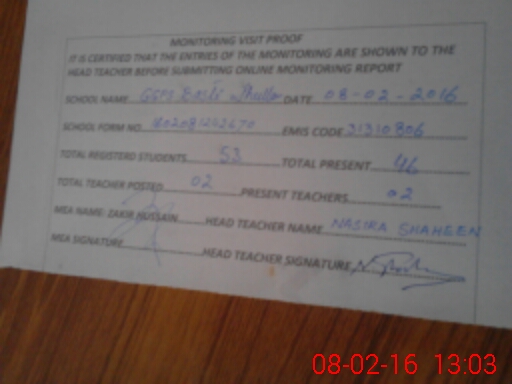 MONITORING VISIT PROOF
IT IS CERTIFIED THAT THE ENTRIES OF THE MONITORING ARE SHOWN TO THE
HEAD TEACHER BEFORE SUBMITTING ONLINE MONITORING REPORT
SCHOOL NAME GGPS Basti DATE 08-02-2016
SCHOOL FORM NO. EMIS CODE 31310806
TOTAL REGISTERD STUDENTS 53 TOTAL PRESENT 46
TOTAL TEACHER POSTED 02 PRESENT TEACHERS 02
MEA NAME: ZAKIR HUSSAIN HEAD TEACHER NAME NASIRA SHAHEEN
MEA SIGNATURE HEAD TEACHER SIGNATURE
08-02-16 13:03